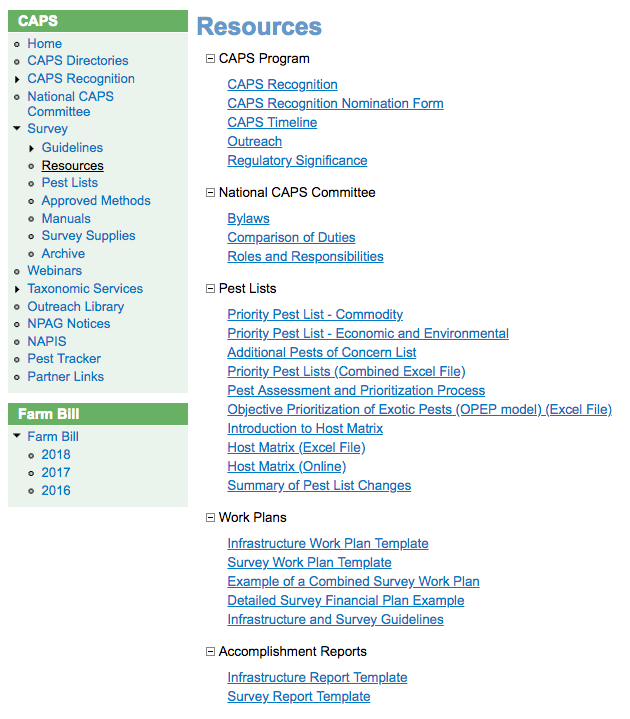 CAPS
Home
CAPS Directories
CAPS Recognition
National CAPS
Committee
Survey
Guidelines
Resources
Pest Lists
Approved Methods
Manuals
Survey Supplies
Archive
Webinars
Taxonomic Services
Outreach Library
NPAG Notices
NAPIS
Pest Tracker
Partner Links
Farm Bill
Farm Bill
2018
2017
2016
Resources
CAPS Program
CAPS Recognition
CAPS Recognition Nomination Form
CAPS Timeline
Outreach
Regulatory Significance
National CAPS Committee
Bylaws
Comparison of Duties
Roles and Responsibilities
Pest Lists
Priority Pest List - Commodity
Priority Pest List - Economic and Environmental
Additional Pests of Concern List
Priority Pest Lists (Combined Excel File)
Pest Assessment and Prioritization Process
Objective Prioritization of Exotic Pests (OPEP model) (Excel File)
Introduction to Host Matrix
Host Matrix (Excel File)
Host Matrix (Online)
Summary of Pest List Changes
Work Plans
Infrastructure Work Plan Template
Survey Work Plan Template
Example of a Combined Survey Work Plan
Detailed Survey Financial Plan Example
Infrastructure and Survey Guidelines
Accomplishment Reports
Infrastructure Report Template
Survey Report Template